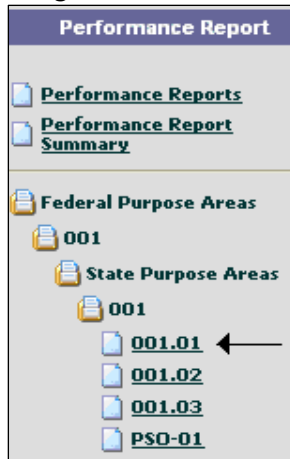 Performance Report
Performance Reports
Performance Report
Summary
Federal Purpose Areas
001
State Purpose Areas
001
001.01
001.02
001.03
PSO-01